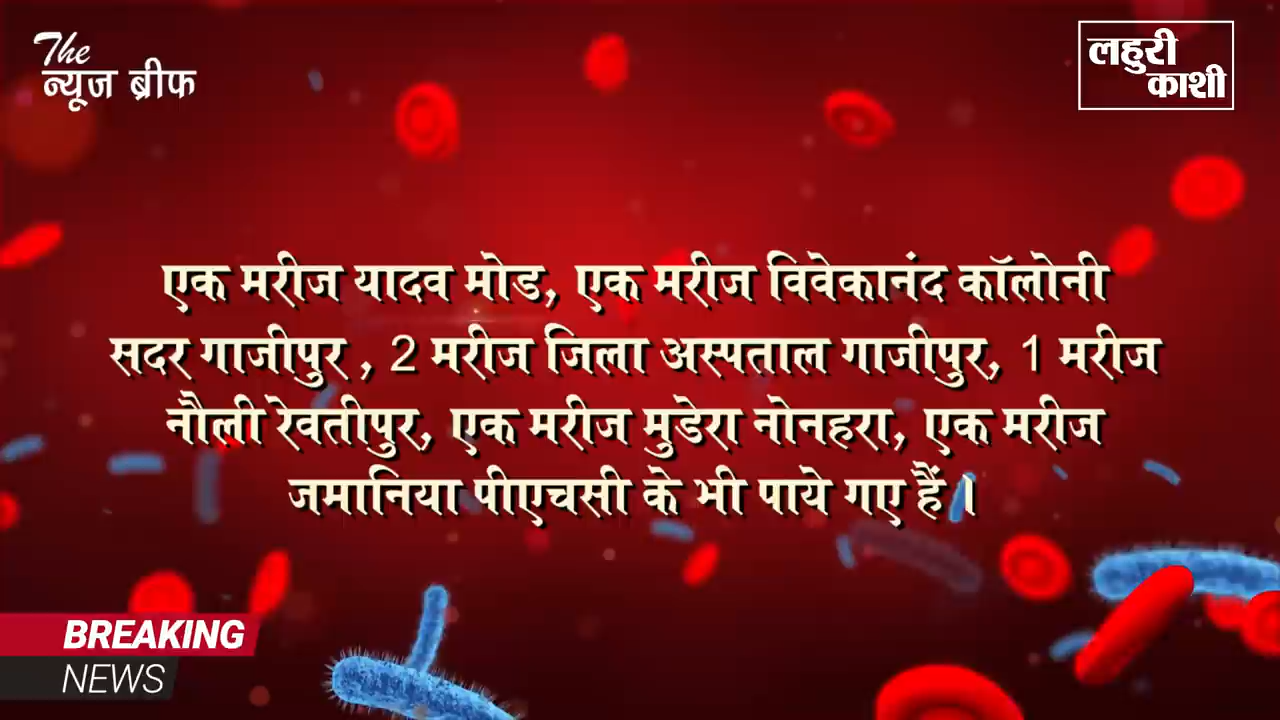 The
न्यूज ब्रीफ
लहुरी
काशी
एक मरीज यादव मोड, एक मरीज विवेकानंद कॉलोनी
सदर गाजीपुर , 2 मरीज जिला अस्पताल गाजीपुर, 1 मरीज
नौली रेवतीपुर, एक मरीज मुडेरा नोनहरा, एक मरीज
जमानिया पीएचसी के भी पाये गए हैं ।
BREAKING
NEWS